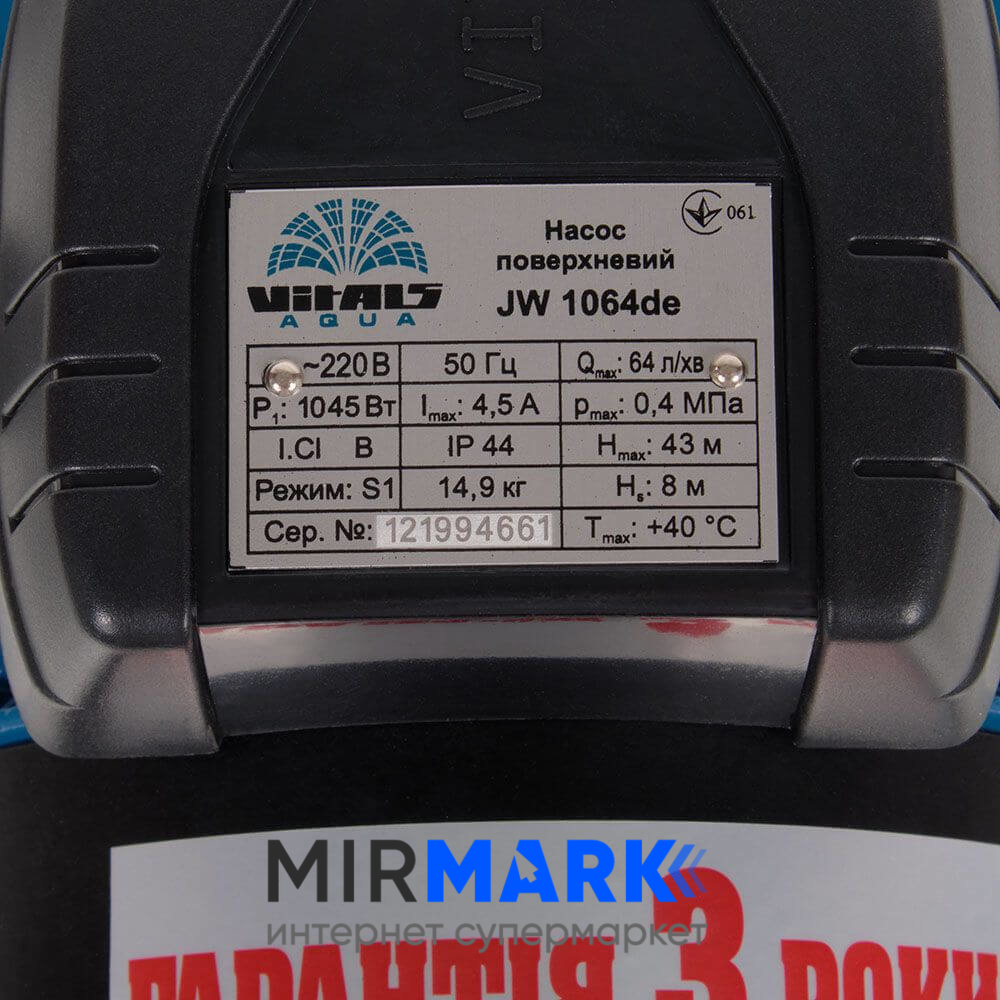 VI
VITALS
AQUA
Насос
поверхневий
JW 1064de
061
~220 В
50 Гц
Qmax: 64 л/хв
P1: 1045 Вт
Imax: 4,5 А
pmax: 0,4 МПа
I.Cl В
IP 44
Hmax: 43 м
Режим: S1
14,9 кг
Hs: 8 м
Сер. №: 121994661
Tmax: +40 °C
MIRMARK
интернет супермаркет
ГАРАНТІЯ 3 РОКИ